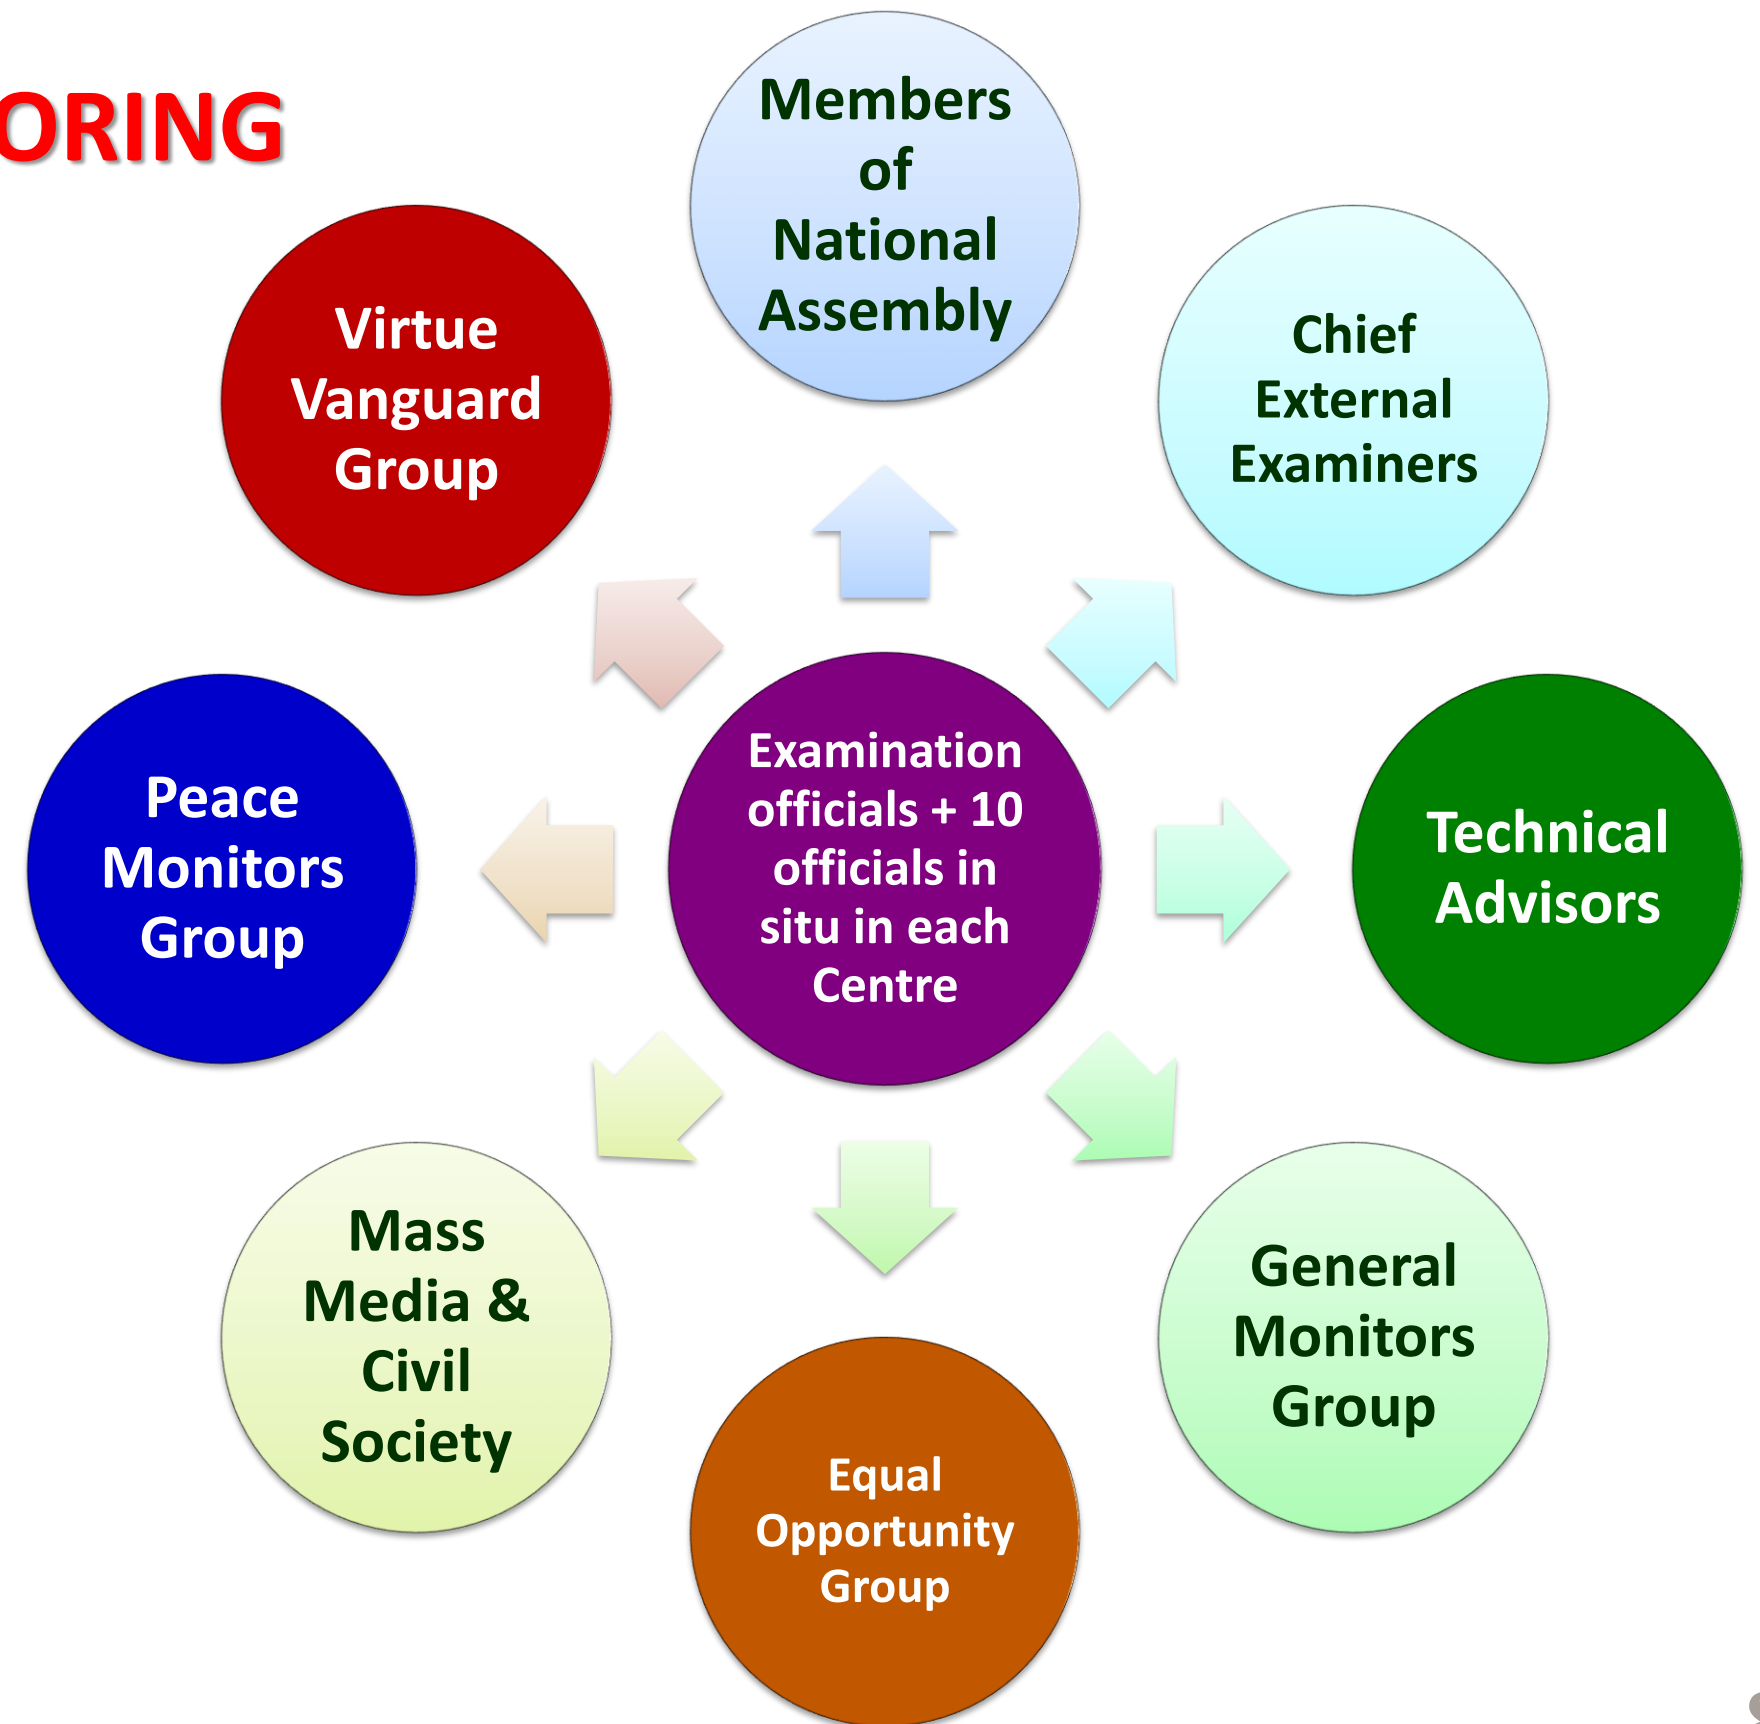 ORING
Members
of
National
Assembly
Chief
External
Examiners
Technical
Advisors
General
Monitors
Group
Equal
Opportunity
Group
Mass
Media &
Civil
Society
Peace
Monitors
Group
Virtue
Vanguard
Group
Examination
officials + 10
officials in
situ in each
Centre